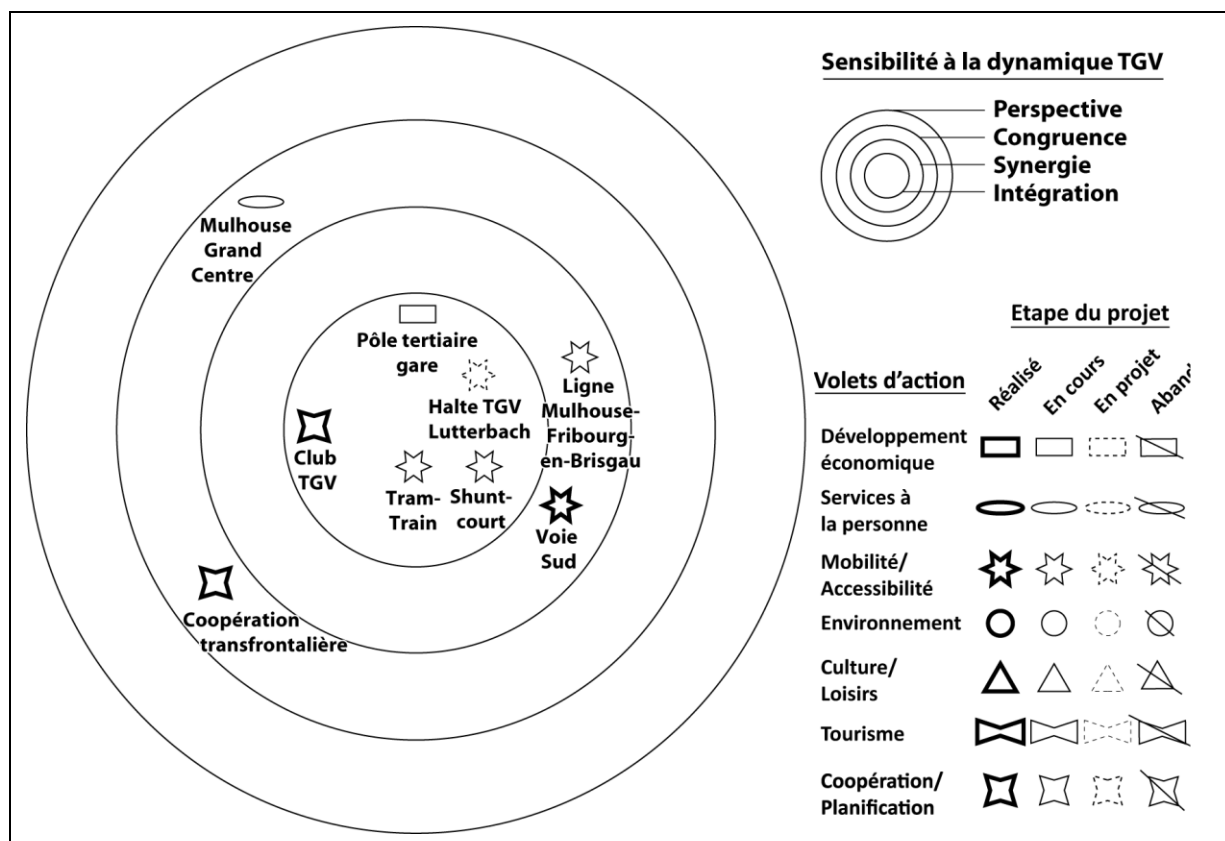 Mulhouse
Grand
Centre
Pôle tertiaire
gare
Halte TGV
Lutterbach
Ligne
Mulhouse-
Fribourg-
en-Brisgau
Club
TGV
Tram-
Train
Shunt-
court
Voie
Sud
Coopération
transfrontalière
Sensibilité à la dynamique TGV
Perspective
Congruence
Synergie
Intégration
Etape du projet
Volets d'action
Réalisé
En cours
En projet
Aband
Développement
économique
Services à
la personne
Mobilité/
Accessibilité
Environnement
Culture/
Loisirs
Tourisme
Coopération/
Planification